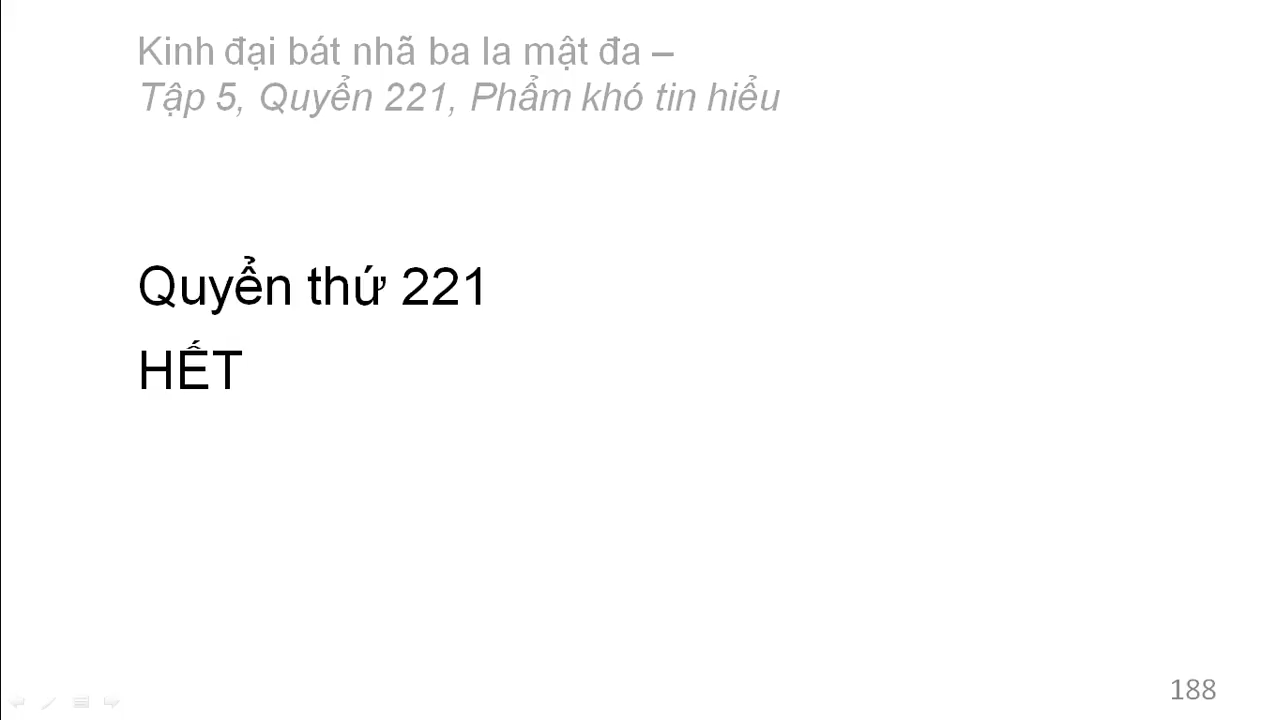 Kinh đại bát nhã ba la mật đa –
Tập 5, Quyển 221, Phẩm khó tin hiểu
Quyển thứ 221
HẾT
188